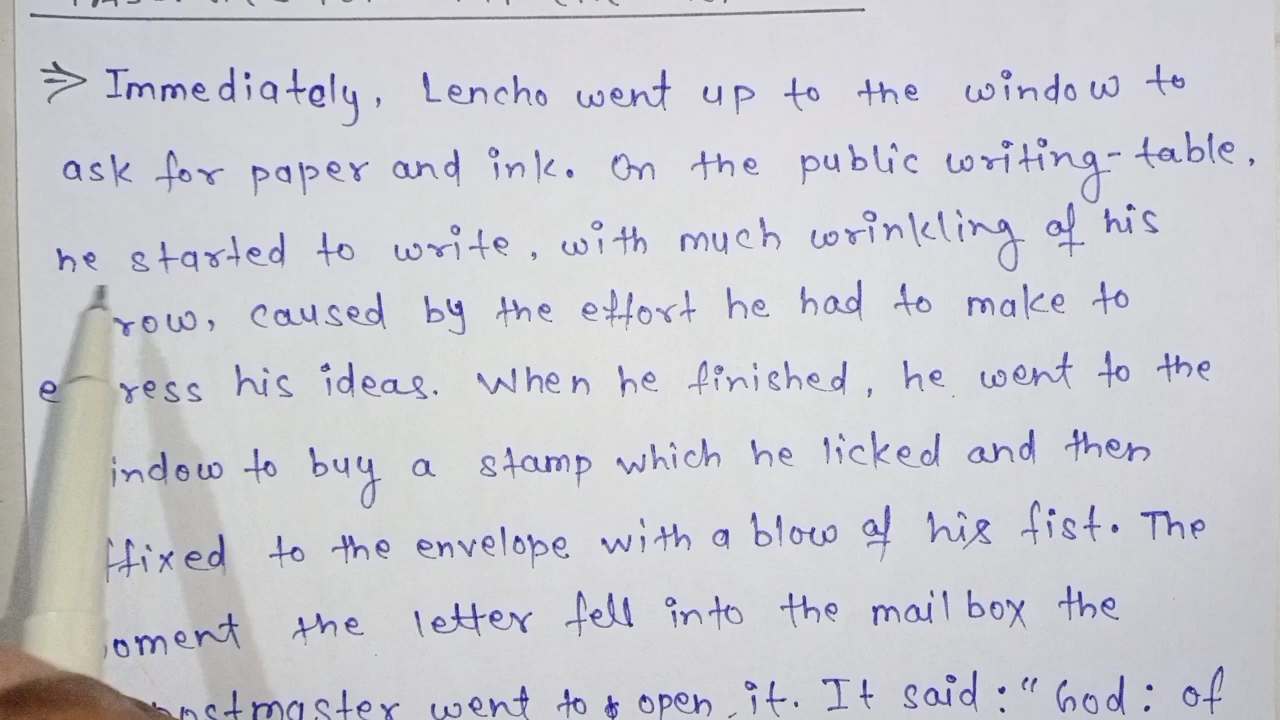 ⇒ Immediately, Lencho went up to the window to
ask for paper and ink. On the public writing-table,
he started to write, with much wrinkling of his
row, caused by the effort he had to make to
e ress his ideas. When he finished, he went to the
indow to buy a stamp which he licked and then
ffixed to the envelope with a blow of his fist. The
oment the letter fell into the mail box the
ostmaster went to open it. It said: "God: of